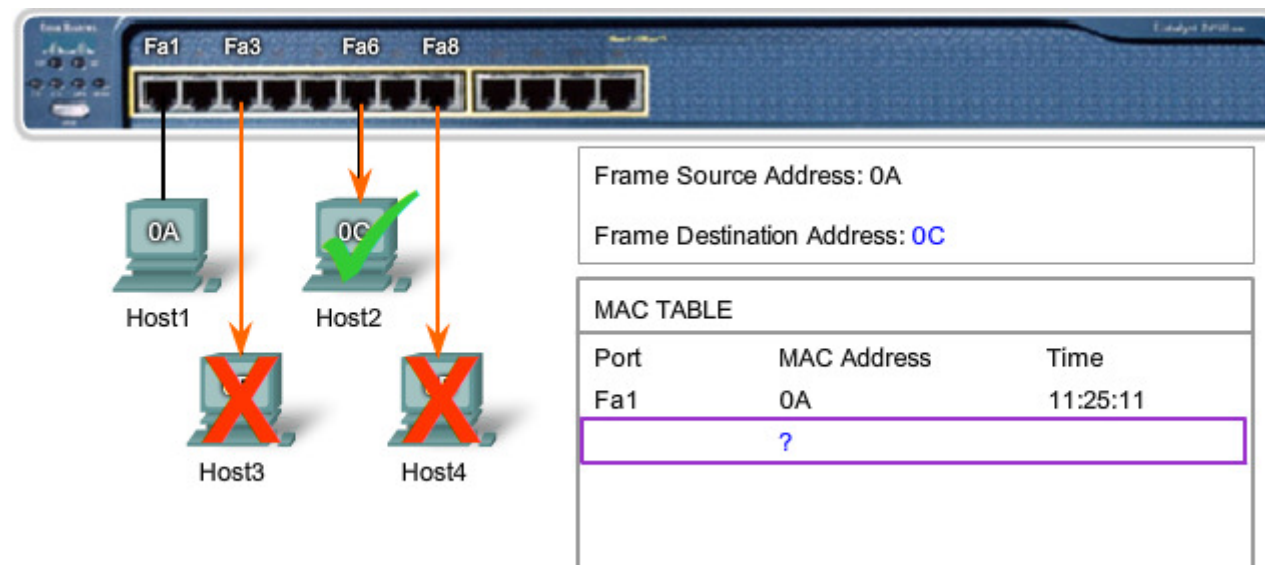 Fa1 Fa3 Fa6 Fa8
Frame Source Address: 0A
Frame Destination Address: 0C
0A 0C
Host1 Host2
Host3 Host4
MAC TABLE
Port MAC Address Time
Fa1 0A 11:25:11
?